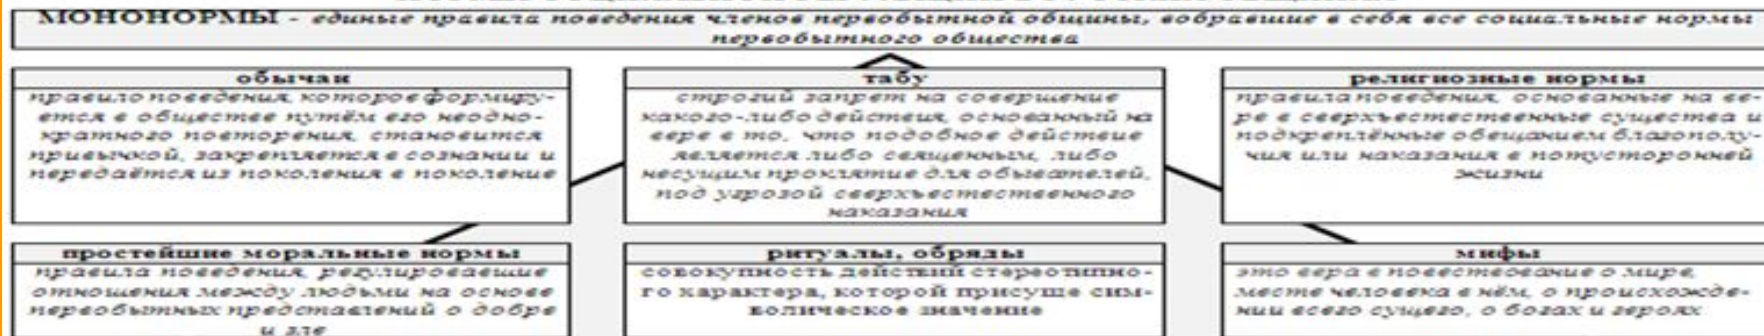 МОНОНОРМЫ - единые правила поведения членов первобытной общины, вобравшие в себя все социальные нормы
первобытного общества
обычаи
правило поведения, которое формиру-
ется в обществе путём его неодно-
кратного повторения, становится
привычкой, закрепляется в сознании и
передаётся из поколения в поколение
табу
строгий запрет на совершение
какого-либо действия, основанный на
вере в то, что подобное действие
является либо священным, либо
несущим проклятие для обывателей,
под угрозой сверхъестественного
наказания
религиозные нормы
правила поведения, основанные на ве-
ре в сверхъестественные существа и
подкреплённые обещанием благополу-
чия или наказания в потусторонней
жизни
простейшие моральные нормы
правила поведения, регулировавшие
отношения между людьми на основе
первобытных представлений о добре
и зле
ритуалы, обряды
совокупность действий стереотипно-
го характера, которой присуще сим-
волическое значение
мифы
это вера в повествование о мире,
месте человека в нём, о происхожде-
нии всего сущего, о богах и героях